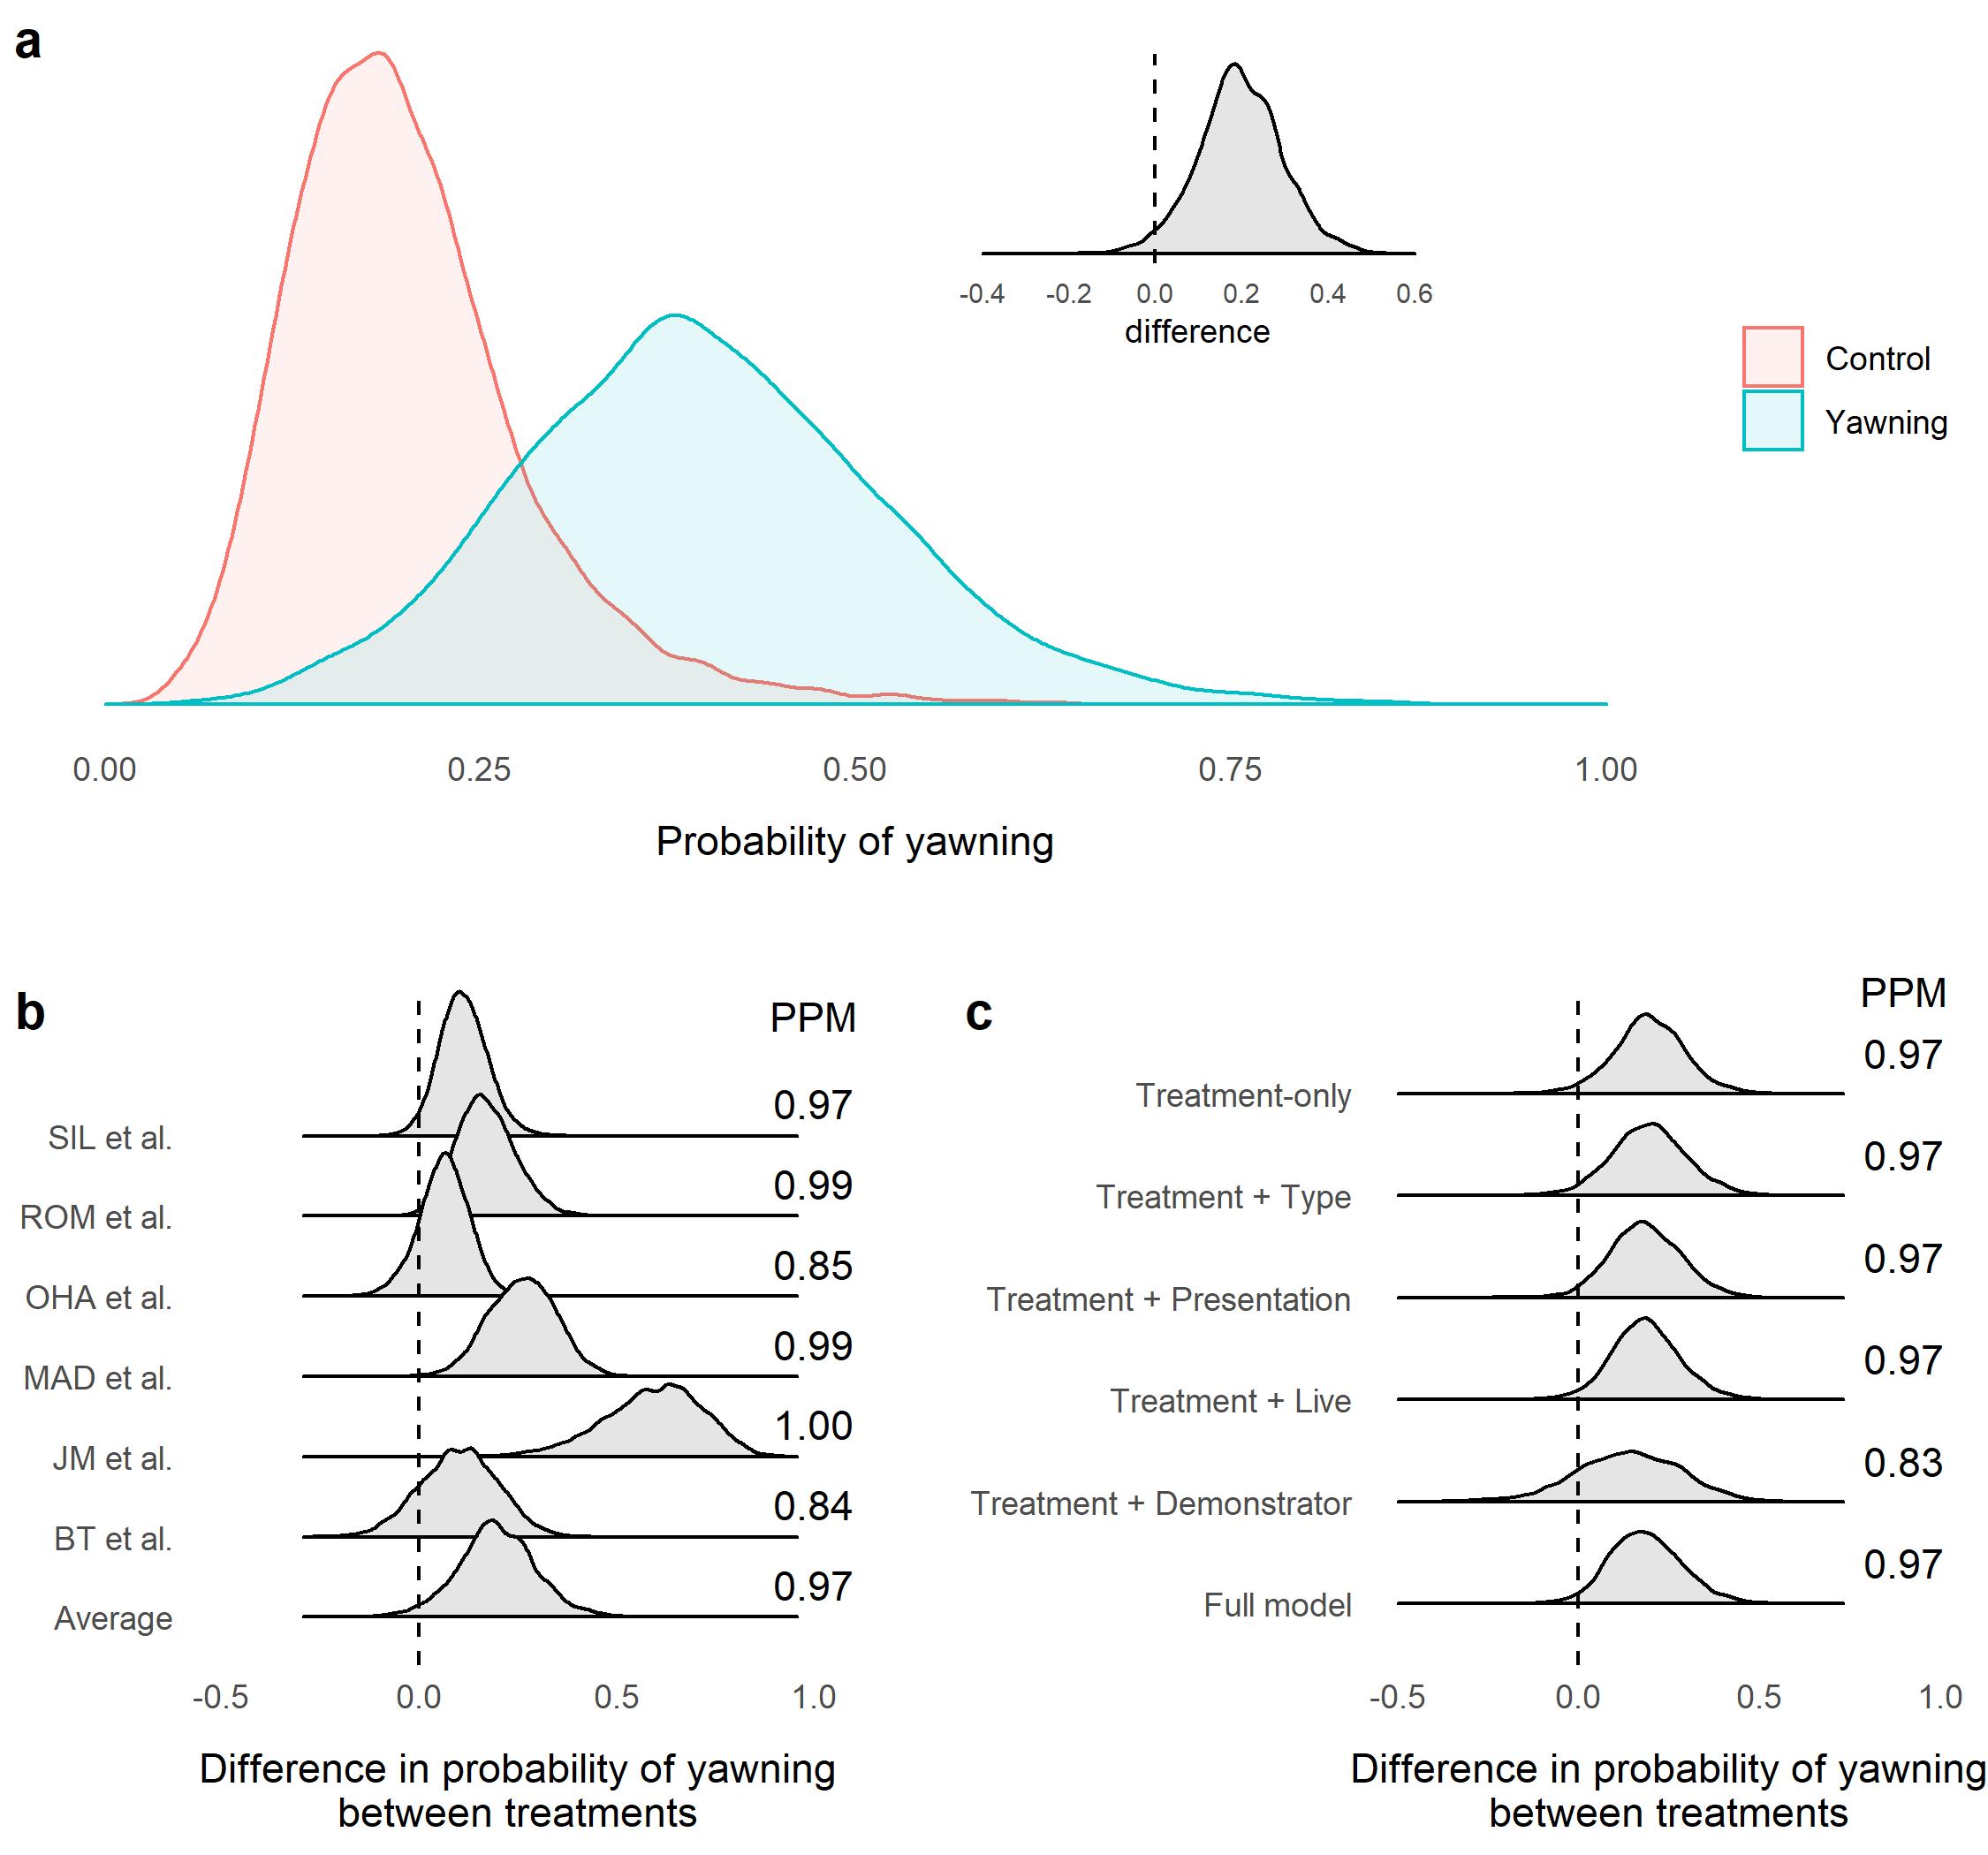 a
-0.4 -0.2 0.0 0.2 0.4 0.6
difference
Control
Yawning
0.00 0.25 0.50 0.75 1.00
Probability of yawning
b
PPM
SIL et al. 0.97
ROM et al. 0.99
OHA et al. 0.85
MAD et al. 0.99
JM et al. 1.00
BT et al. 0.84
Average 0.97
-0.5 0.0 0.5 1.0
Difference in probability of yawning
between treatments
c
PPM
Treatment-only 0.97
Treatment + Type 0.97
Treatment + Presentation 0.97
Treatment + Live 0.97
Treatment + Demonstrator 0.83
Full model 0.97
-0.5 0.0 0.5 1.0
Difference in probability of yawning
between treatments